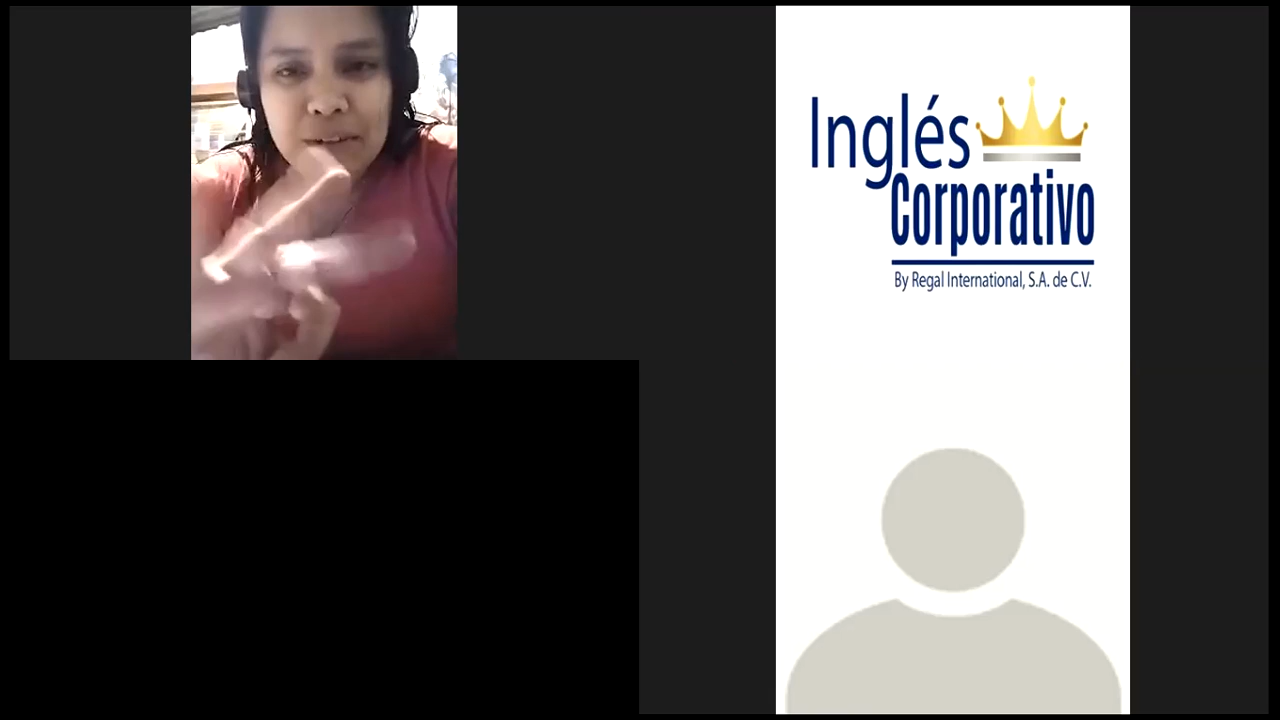 Inglés
Corporativo
By Regal International, S.A. de C.V.